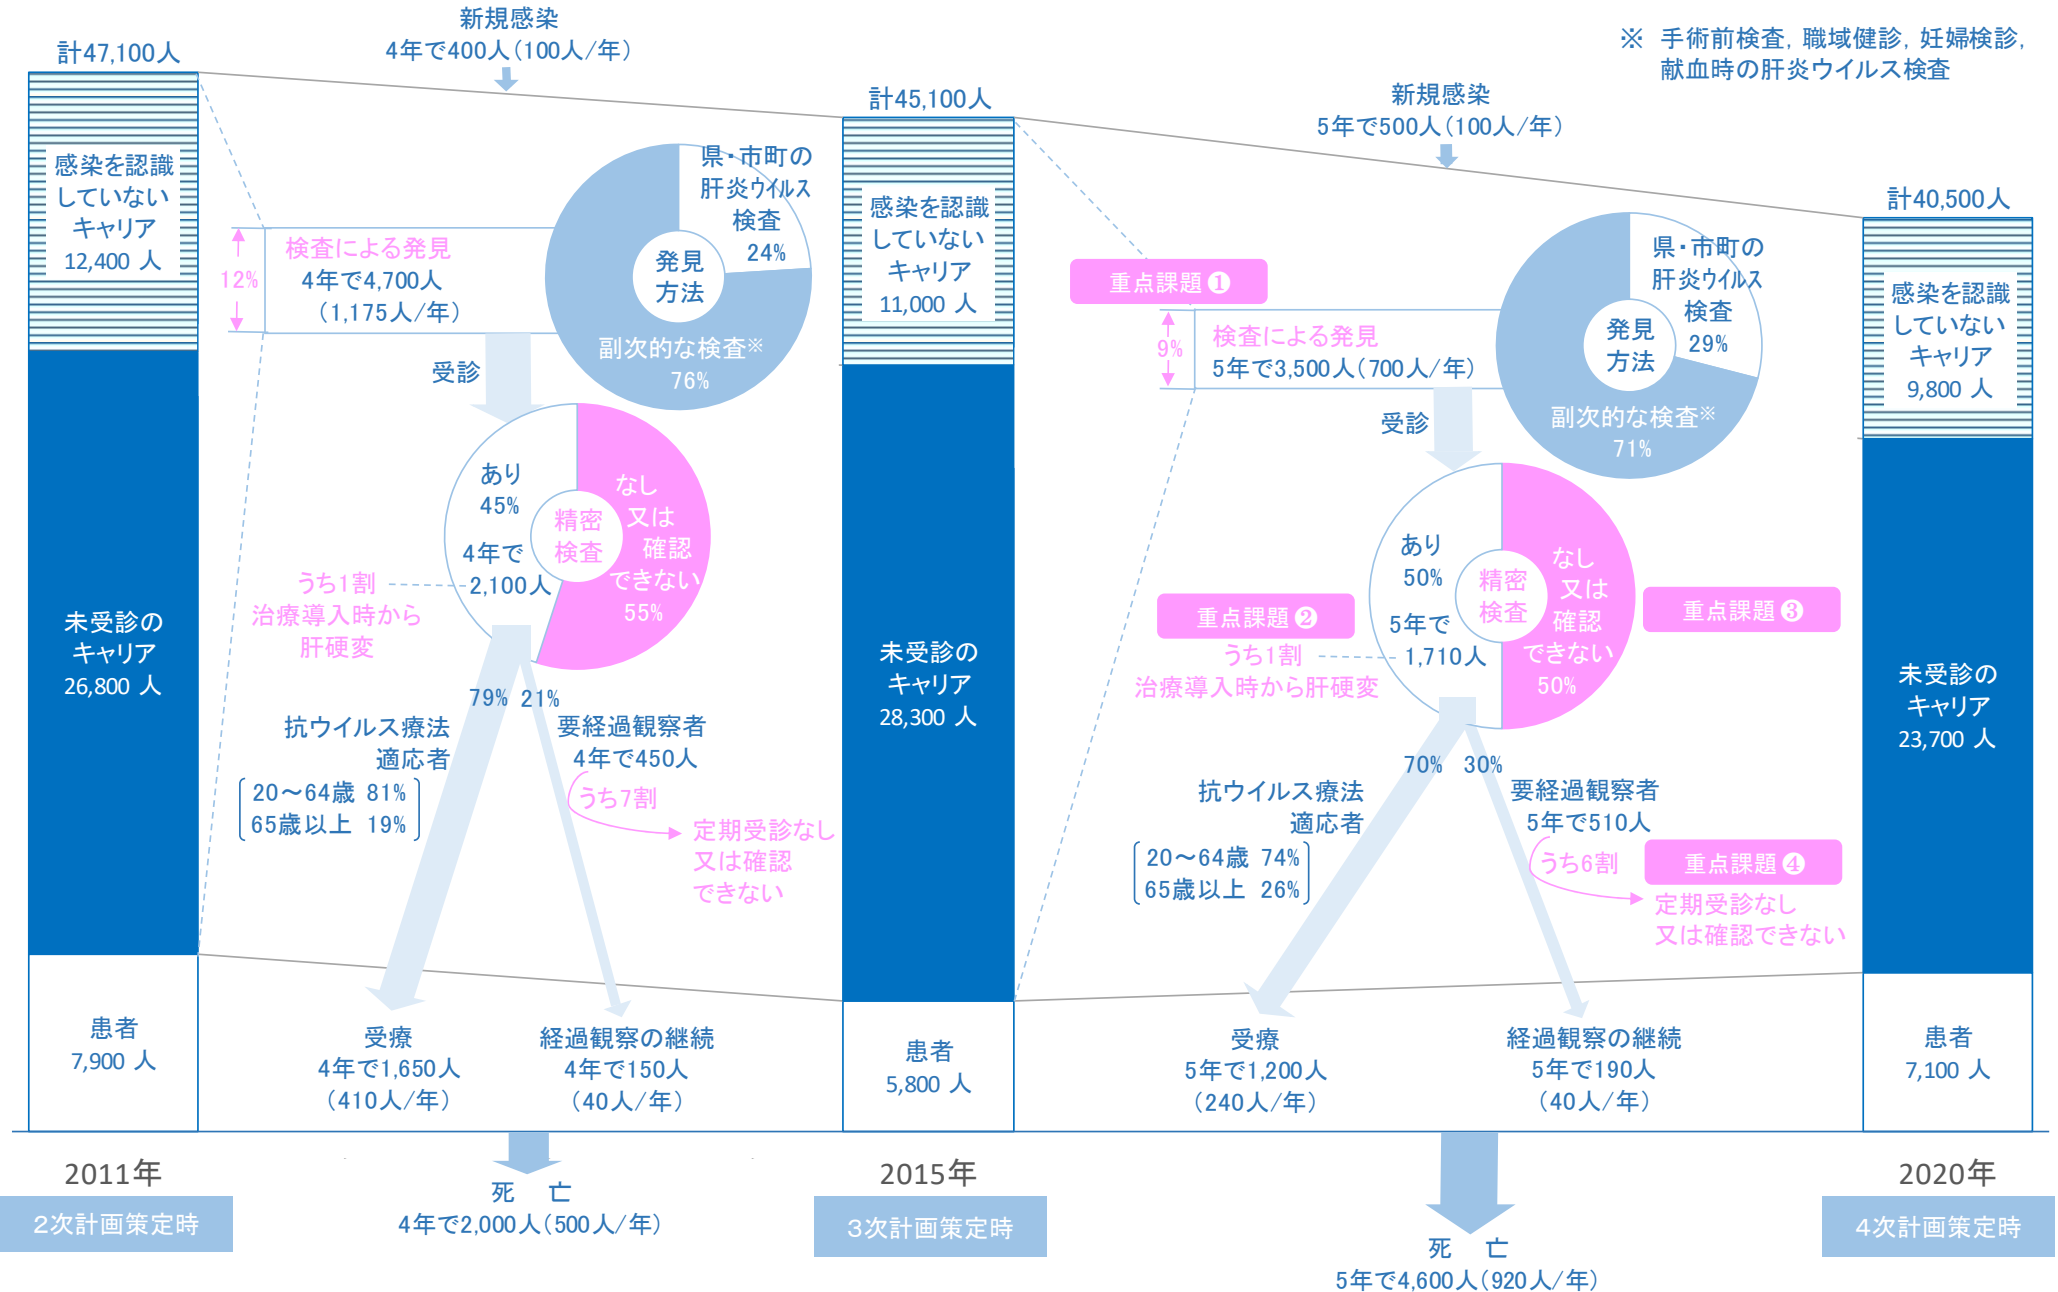 新規感染
4年で400人(100人/年)
計47,100人
感染を認識
していない
キャリア
12,400 人
未受診の
キャリア
26,800 人
患者
7,900 人
2011年
2次計画策定時
12%
検査による発見
4年で4,700人
(1,175人/年)
県・市町の
肝炎ウイルス
検査
24%
発見
方法
副次的な検査※
76%
受診
あり
45%
4年で
2,100人
精密
検査
なし
又は
確認
できない
55%
うち1割
治療導入時から
肝硬変
79%
21%
抗ウイルス療法
適応者
20～64歳 81%
65歳以上 19%
要経過観察者
4年で450人
うち7割
定期受診なし
又は確認
できない
受療
4年で1,650人
(410人/年)
経過観察の継続
4年で150人
(40人/年)
死 亡
4年で2,000人(500人/年)
計45,100人
感染を認識
していない
キャリア
11,000 人
未受診の
キャリア
28,300 人
患者
5,800 人
2015年
3次計画策定時
※ 手術前検査, 職域健診, 妊婦検診,
献血時の肝炎ウイルス検査
新規感染
5年で500人(100人/年)
重点課題❶
9%
検査による発見
5年で3,500人(700人/年)
県・市町の
肝炎ウイルス
検査
29%
発見
方法
副次的な検査※
71%
受診
あり
50%
5年で
1,710人
精密
検査
なし
又は
確認
できない
50%
重点課題❷
うち1割
治療導入時から肝硬変
重点課題❸
70%
30%
抗ウイルス療法
適応者
20～64歳 74%
65歳以上 26%
要経過観察者
5年で510人
うち6割
重点課題❹
定期受診なし
又は確認できない
受療
5年で1,200人
(240人/年)
経過観察の継続
5年で190人
(40人/年)
死 亡
5年で4,600人(920人/年)
計40,500人
感染を認識
していない
キャリア
9,800 人
未受診の
キャリア
23,700 人
患者
7,100 人
2020年
4次計画策定時